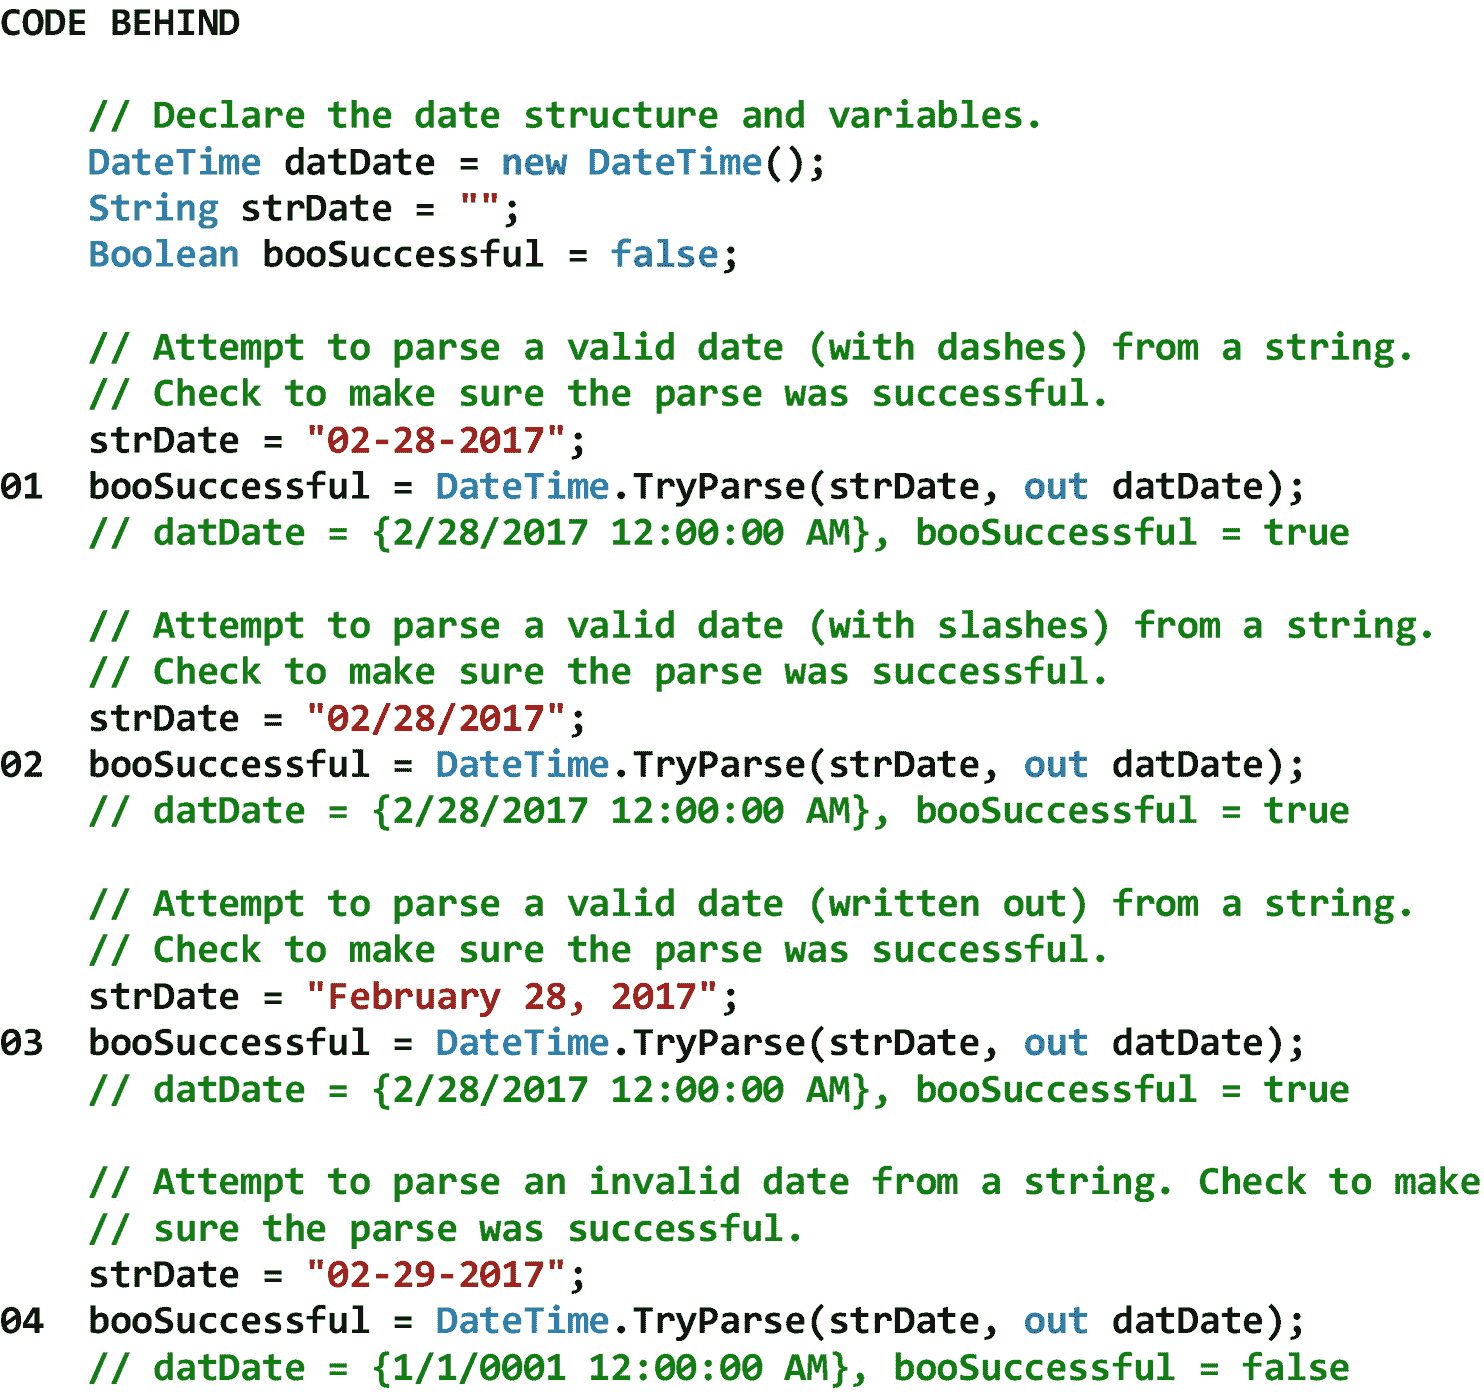 CODE BEHIND
// Declare the date structure and variables.
DateTime datDate = new DateTime();
String strDate = "";
Boolean booSuccessful = false;
// Attempt to parse a valid date (with dashes) from a string.
// Check to make sure the parse was successful.
strDate = "02-28-2017";
01 booSuccessful = DateTime.TryParse(strDate, out datDate);
// datDate = {2/28/2017 12:00:00 AM}, booSuccessful = true
// Attempt to parse a valid date (with slashes) from a string.
// Check to make sure the parse was successful.
strDate = "02/28/2017";
02 booSuccessful = DateTime.TryParse(strDate, out datDate);
// datDate = {2/28/2017 12:00:00 AM}, booSuccessful = true
// Attempt to parse a valid date (written out) from a string.
// Check to make sure the parse was successful.
strDate = "February 28, 2017";
03 booSuccessful = DateTime.TryParse(strDate, out datDate);
// datDate = {2/28/2017 12:00:00 AM}, booSuccessful = true
// Attempt to parse an invalid date from a string. Check to make
// sure the parse was successful.
strDate = "02-29-2017";
04 booSuccessful = DateTime.TryParse(strDate, out datDate);
// datDate = {1/1/0001 12:00:00 AM}, booSuccessful = false